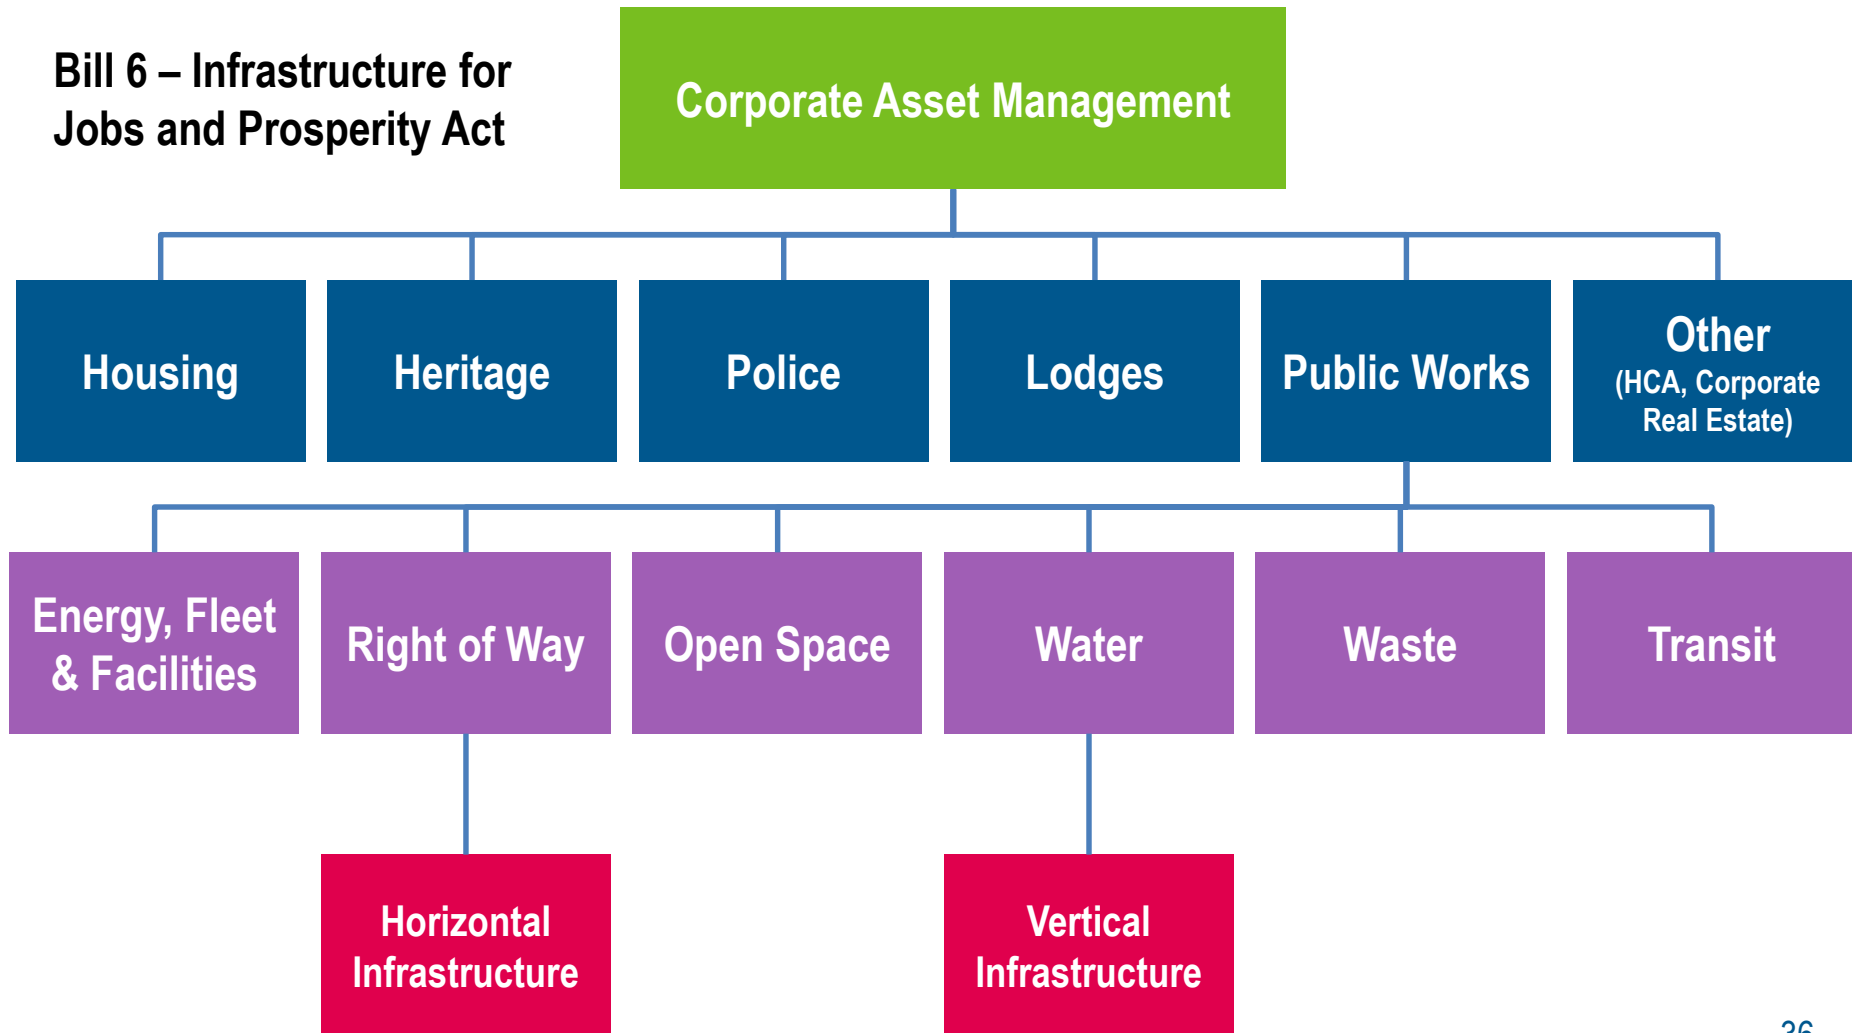 Bill 6 – Infrastructure for
Jobs and Prosperity Act
Corporate Asset Management
Housing
Heritage
Police
Lodges
Public Works
Other
(HCA, Corporate
Real Estate)
Energy, Fleet
& Facilities
Right of Way
Open Space
Water
Waste
Transit
Horizontal
Infrastructure
Vertical
Infrastructure
36